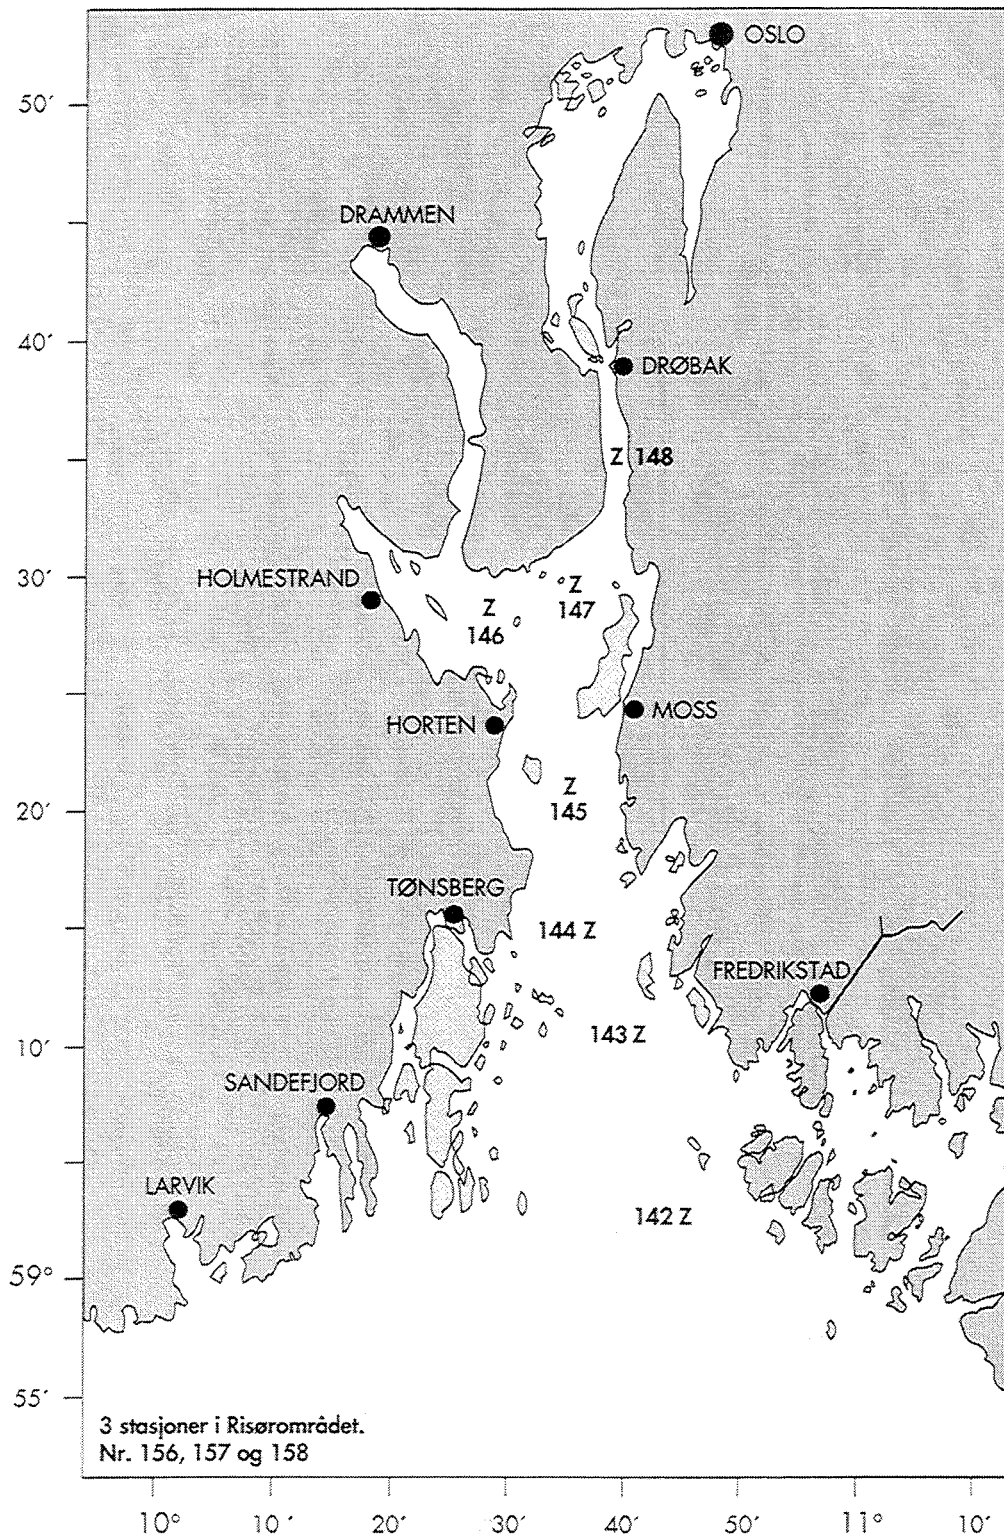 OSLO
50′
DRAMMEN
40′
DRØBAK
Z 148
HOLMESTRAND
30′
Z
147
Z
146
HORTEN
MOSS
Z
145
20′
TØNSBERG
144 Z
FREDRIKSTAD
143 Z
10′
SANDEFJORD
LARVIK
142 Z
59°
55′
3 stasjoner i Risørområdet.
Nr. 156, 157 og 158
10° 10′ 20′ 30′ 40′ 50′ 11° 10′